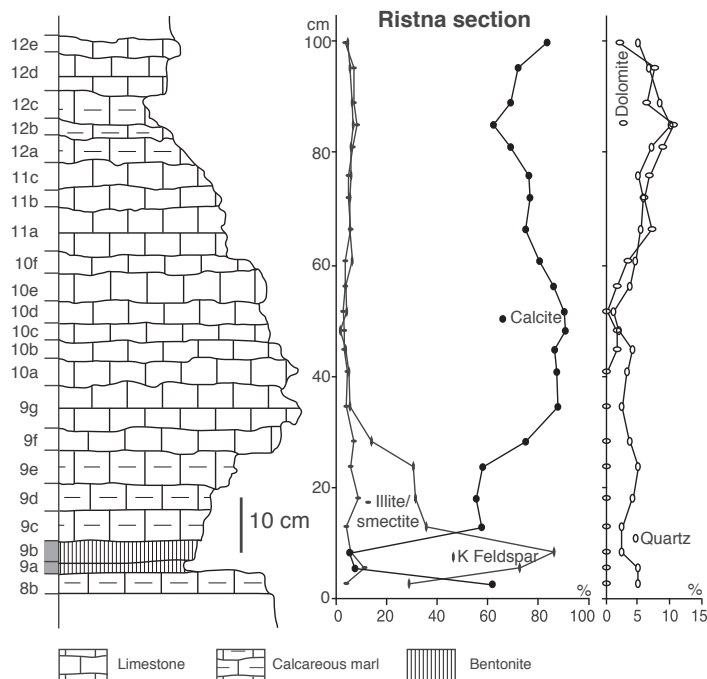 Ristna section
cm
100
80
60
40
20
0
12e
12d
12c
12b
12a
11c
11b
11a
10f
10e
10d
10c
10b
10a
9g
9f
9e
9d
9c
9b
9a
8b
10 cm
Calcite
Illite/
smectite
K Feldspar
0 20 40 60 80 100
%
Dolomite
Quartz
%
0 5 10 15
Limestone
Calcareous marl
Bentonite